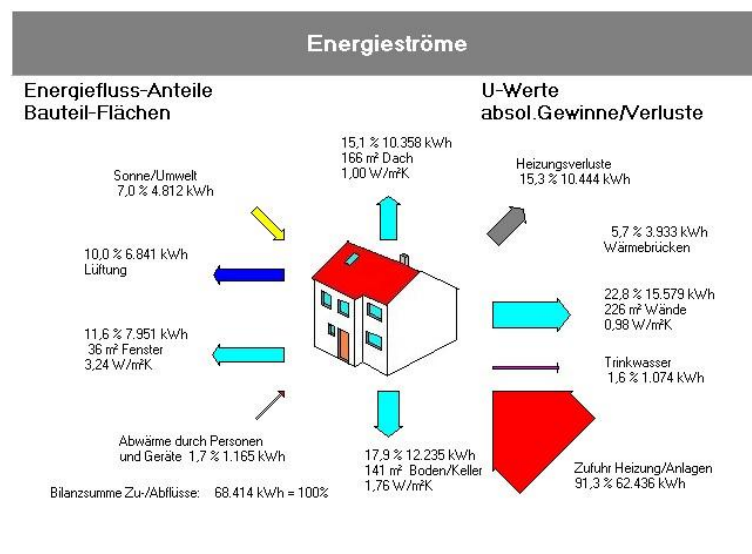 Energieströme
Energiefluss-Anteile
Bauteil-Flächen
U-Werte
absol.Gewinne/Verluste
15,1 % 10.358 kWh
166 m² Dach
1,00 W/m²K
Sonne/Umwelt
7,0 % 4.812 kWh
Heizungsverluste
15,3 % 10.444 kWh
5,7 % 3.933 kWh
Wärmebrücken
10,0 % 6.841 kWh
Lüftung
22,8 % 15.579 kWh
226 m² Wände
0,98 W/m²K
11,6 % 7.951 kWh
36 m² Fenster
3,24 W/m²K
Trinkwasser
1,6 % 1.074 kWh
Abwärme durch Personen
und Geräte 1,7 % 1.165 kWh
17,9 % 12.235 kWh
141 m² Boden/Keller
1,76 W/m²K
Zufuhr Heizung/Anlagen
91,3 % 62.436 kWh
Bilanzsumme Zu-/Abflüsse: 68.414 kWh = 100%